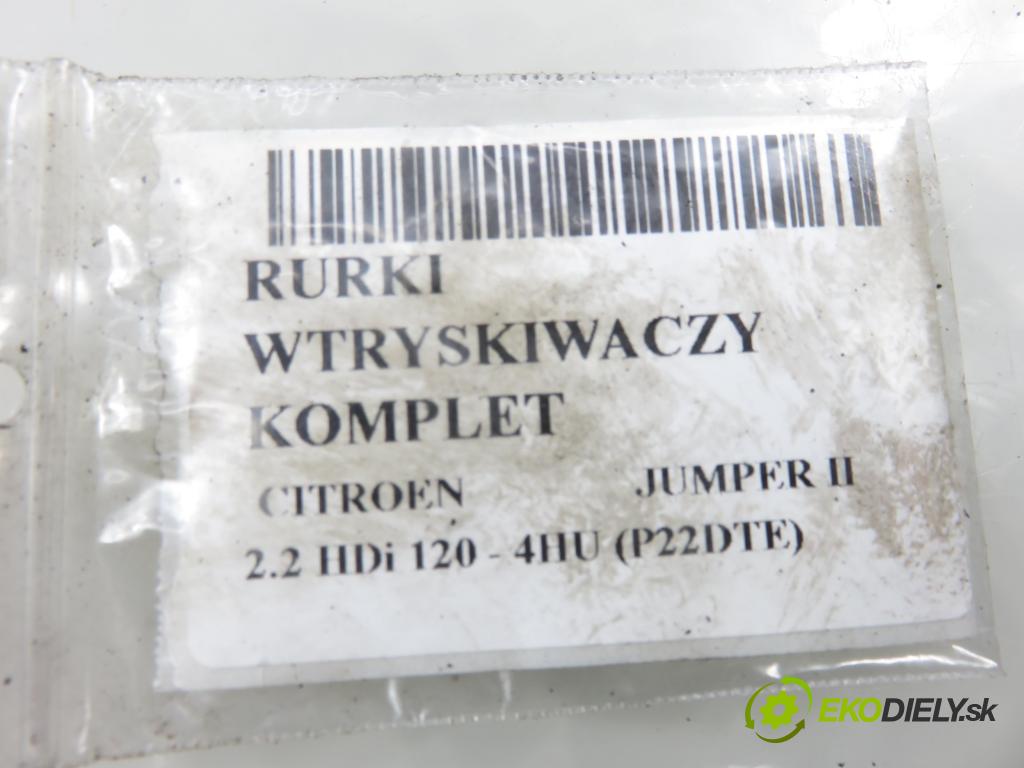 RURKI
WTRYSKIWACZY
KOMPLET
CITROEN JUMPER II
2.2 HDi 120 - 4HU (P22DTE)
EKODIELY.sk